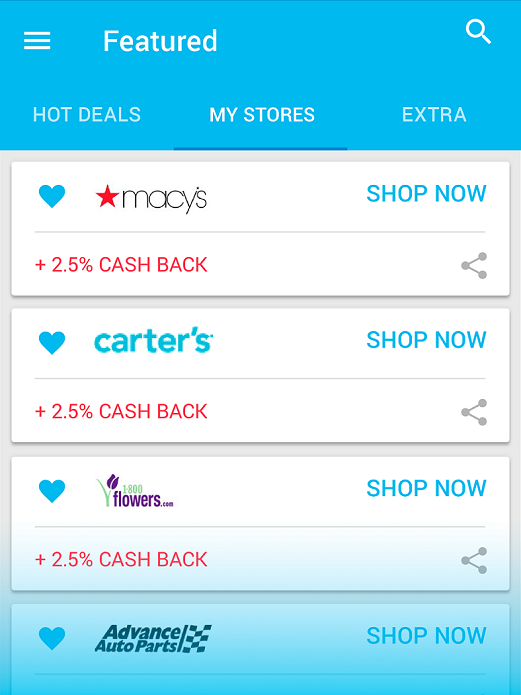 Featured
HOT DEALS MY STORES EXTRA
macy's SHOP NOW
+ 2.5% CASH BACK
carter's SHOP NOW
+ 2.5% CASH BACK
1-800
flowers.com SHOP NOW
+ 2.5% CASH BACK
Advance
Auto Parts SHOP NOW